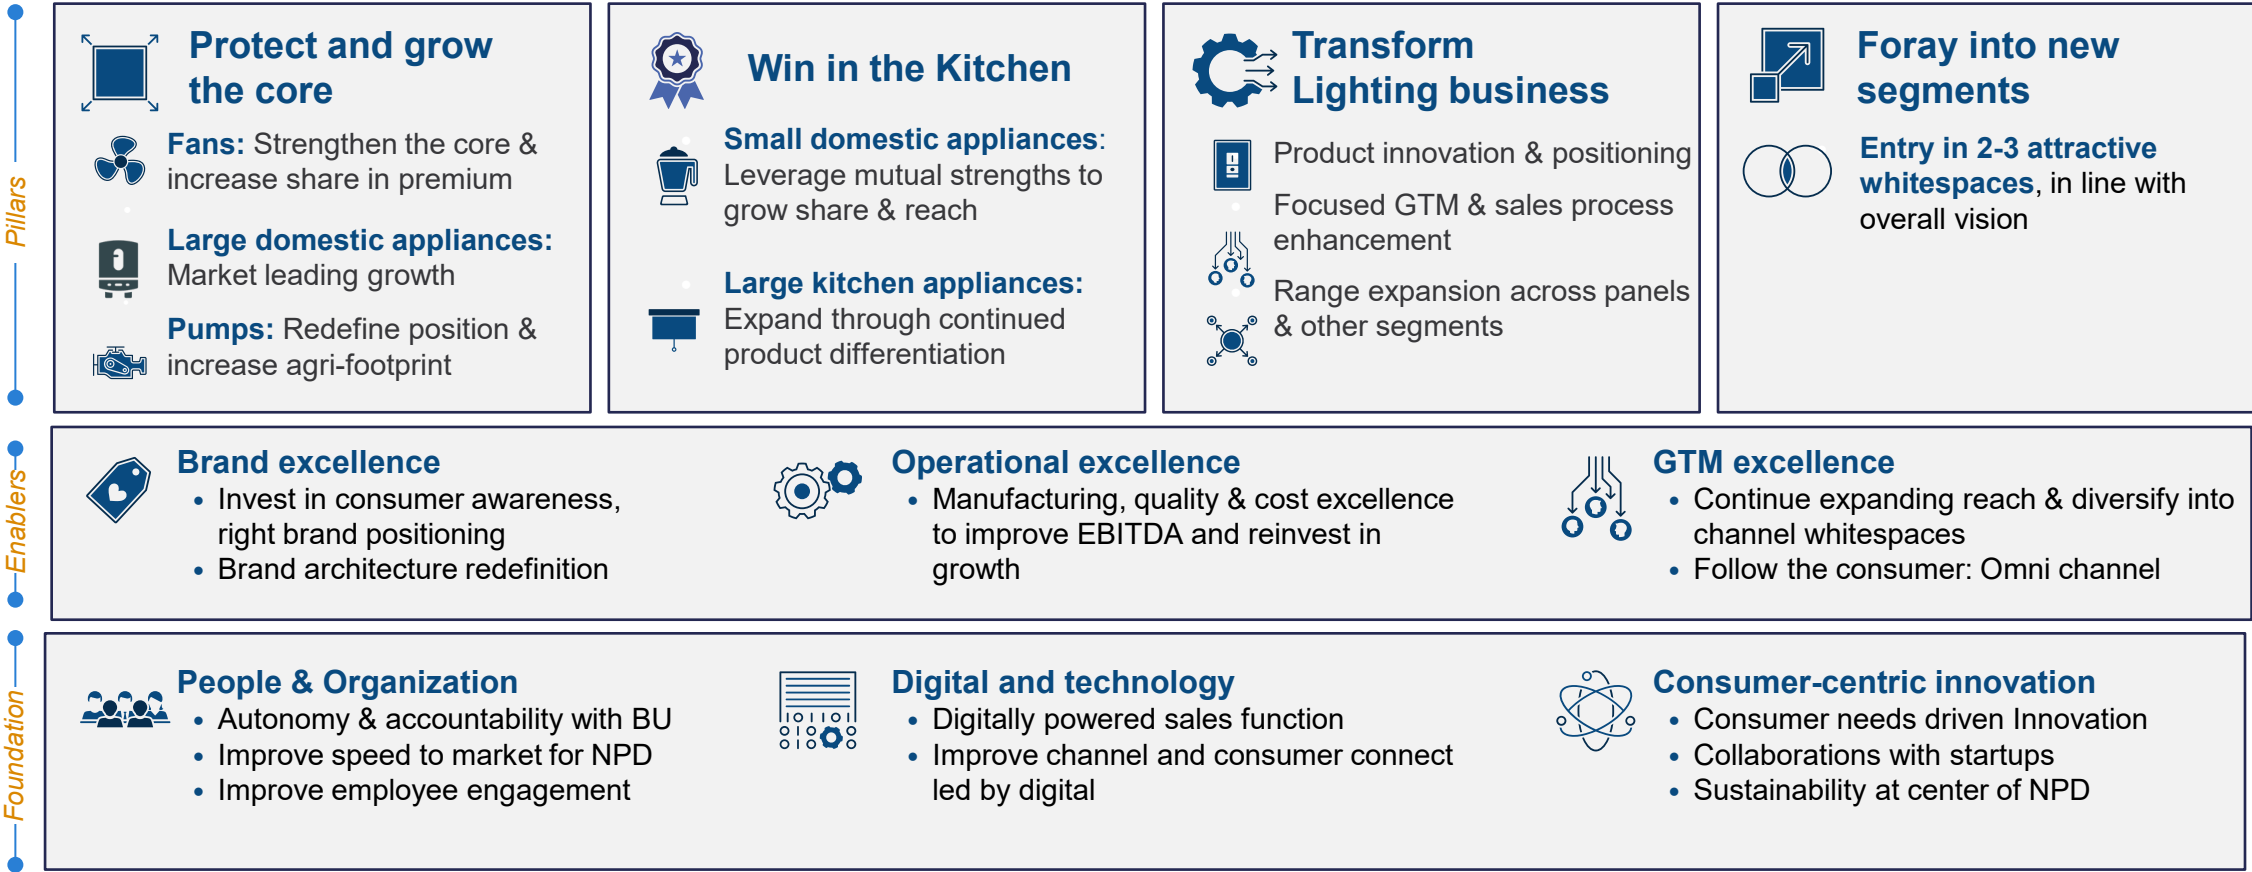 Pillars
Protect and grow
the core
Fans: Strengthen the core &
increase share in premium
Large domestic appliances:
Market leading growth
Pumps: Redefine position &
increase agri-footprint
Win in the Kitchen
Small domestic appliances:
Leverage mutual strengths to
grow share & reach
Large kitchen appliances:
Expand through continued
product differentiation
Transform
Lighting business
Product innovation & positioning
Focused GTM & sales process
enhancement
Range expansion across panels
& other segments
Foray into new
segments
Entry in 2-3 attractive
whitespaces, in line with
overall vision
Enablers
Brand excellence
• Invest in consumer awareness,
right brand positioning
• Brand architecture redefinition
Operational excellence
• Manufacturing, quality & cost excellence
to improve EBITDA and reinvest in
growth
GTM excellence
• Continue expanding reach & diversify into
channel whitespaces
• Follow the consumer: Omni channel
Foundation
People & Organization
• Autonomy & accountability with BU
• Improve speed to market for NPD
• Improve employee engagement
Digital and technology
• Digitally powered sales function
• Improve channel and consumer connect
led by digital
Consumer-centric innovation
• Consumer needs driven Innovation
• Collaborations with startups
• Sustainability at center of NPD